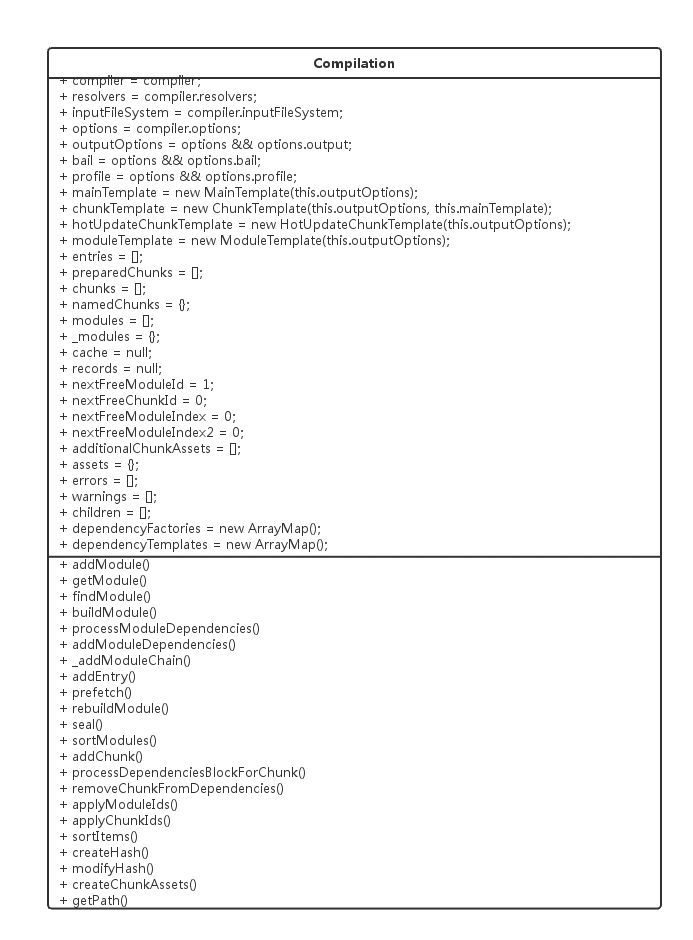 Compilation
+ compiler = compiler;
+ resolvers = compiler.resolvers;
+ inputFileSystem = compiler.inputFileSystem;
+ options = compiler.options;
+ outputOptions = options && options.output;
+ bail = options && options.bail;
+ profile = options && options.profile;
+ mainTemplate = new MainTemplate(this.outputOptions);
+ chunkTemplate = new ChunkTemplate(this.outputOptions, this.mainTemplate);
+ hotUpdateChunkTemplate = new HotUpdateChunkTemplate(this.outputOptions);
+ moduleTemplate = new ModuleTemplate(this.outputOptions);
+ entries = [];
+ preparedChunks = [];
+ chunks = [];
+ namedChunks = {};
+ modules = [];
+ _modules = {};
+ cache = null;
+ records = null;
+ nextFreeModuleId = 1;
+ nextFreeChunkId = 0;
+ nextFreeModuleIndex = 0;
+ nextFreeModuleIndex2 = 0;
+ additionalChunkAssets = [];
+ assets = {};
+ errors = [];
+ warnings = [];
+ children = [];
+ dependencyFactories = new ArrayMap();
+ dependencyTemplates = new ArrayMap();
+ addModule()
+ getModule()
+ findModule()
+ buildModule()
+ processModuleDependencies()
+ addModuleDependencies()
+ _addModuleChain()
+ addEntry()
+ prefetch()
+ rebuildModule()
+ seal()
+ sortModules()
+ addChunk()
+ processDependenciesBlockForChunk()
+ removeChunkFromDependencies()
+ applyModuleIds()
+ applyChunkIds()
+ sortItems()
+ createHash()
+ modifyHash()
+ createChunkAssets()
+ getPath()